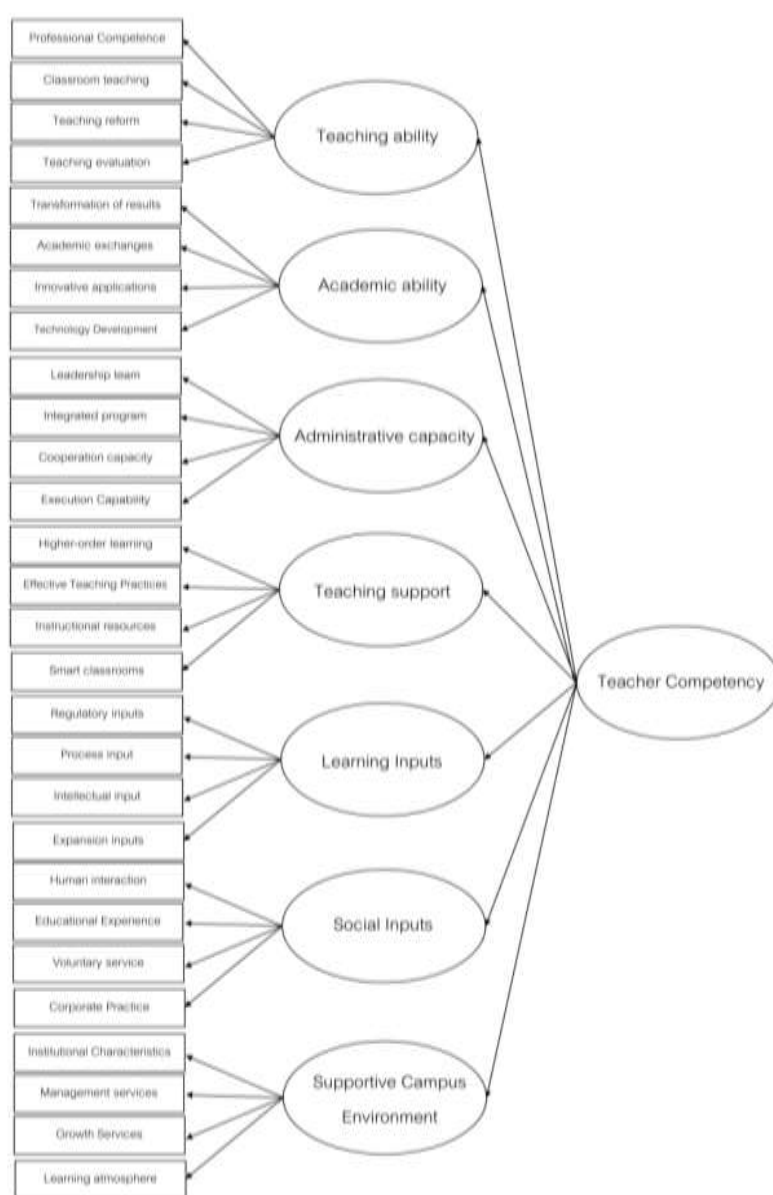 Professional Competence
Classroom teaching
Teaching reform
Teaching evaluation
Teaching ability
Transformation of results
Academic exchanges
Innovative applications
Technology Development
Academic ability
Leadership team
Integrated program
Cooperation capacity
Execution Capability
Administrative capacity
Higher-order learning
Effective Teaching Practices
Instructional resources
Smart classrooms
Teaching support
Teacher Competency
Regulatory inputs
Process input
Intellectual input
Expansion Inputs
Learning Inputs
Human interaction
Educational Experience
Voluntary service
Corporate Practice
Social Inputs
Institutional Characteristics
Management services
Growth Services
Learning atmosphere
Supportive Campus
Environment